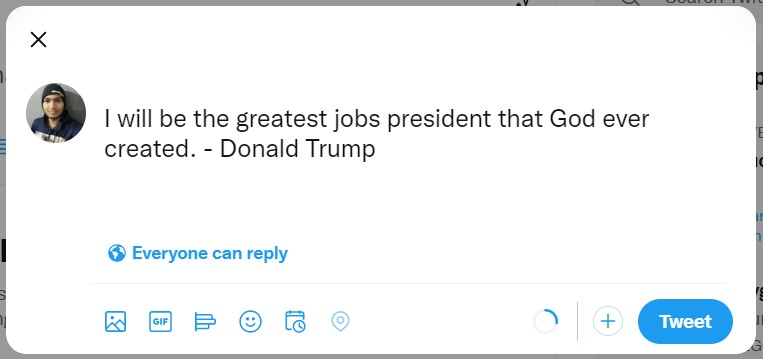 I will be the greatest jobs president that God ever
created. - Donald Trump
Everyone can reply
GIF
Tweet